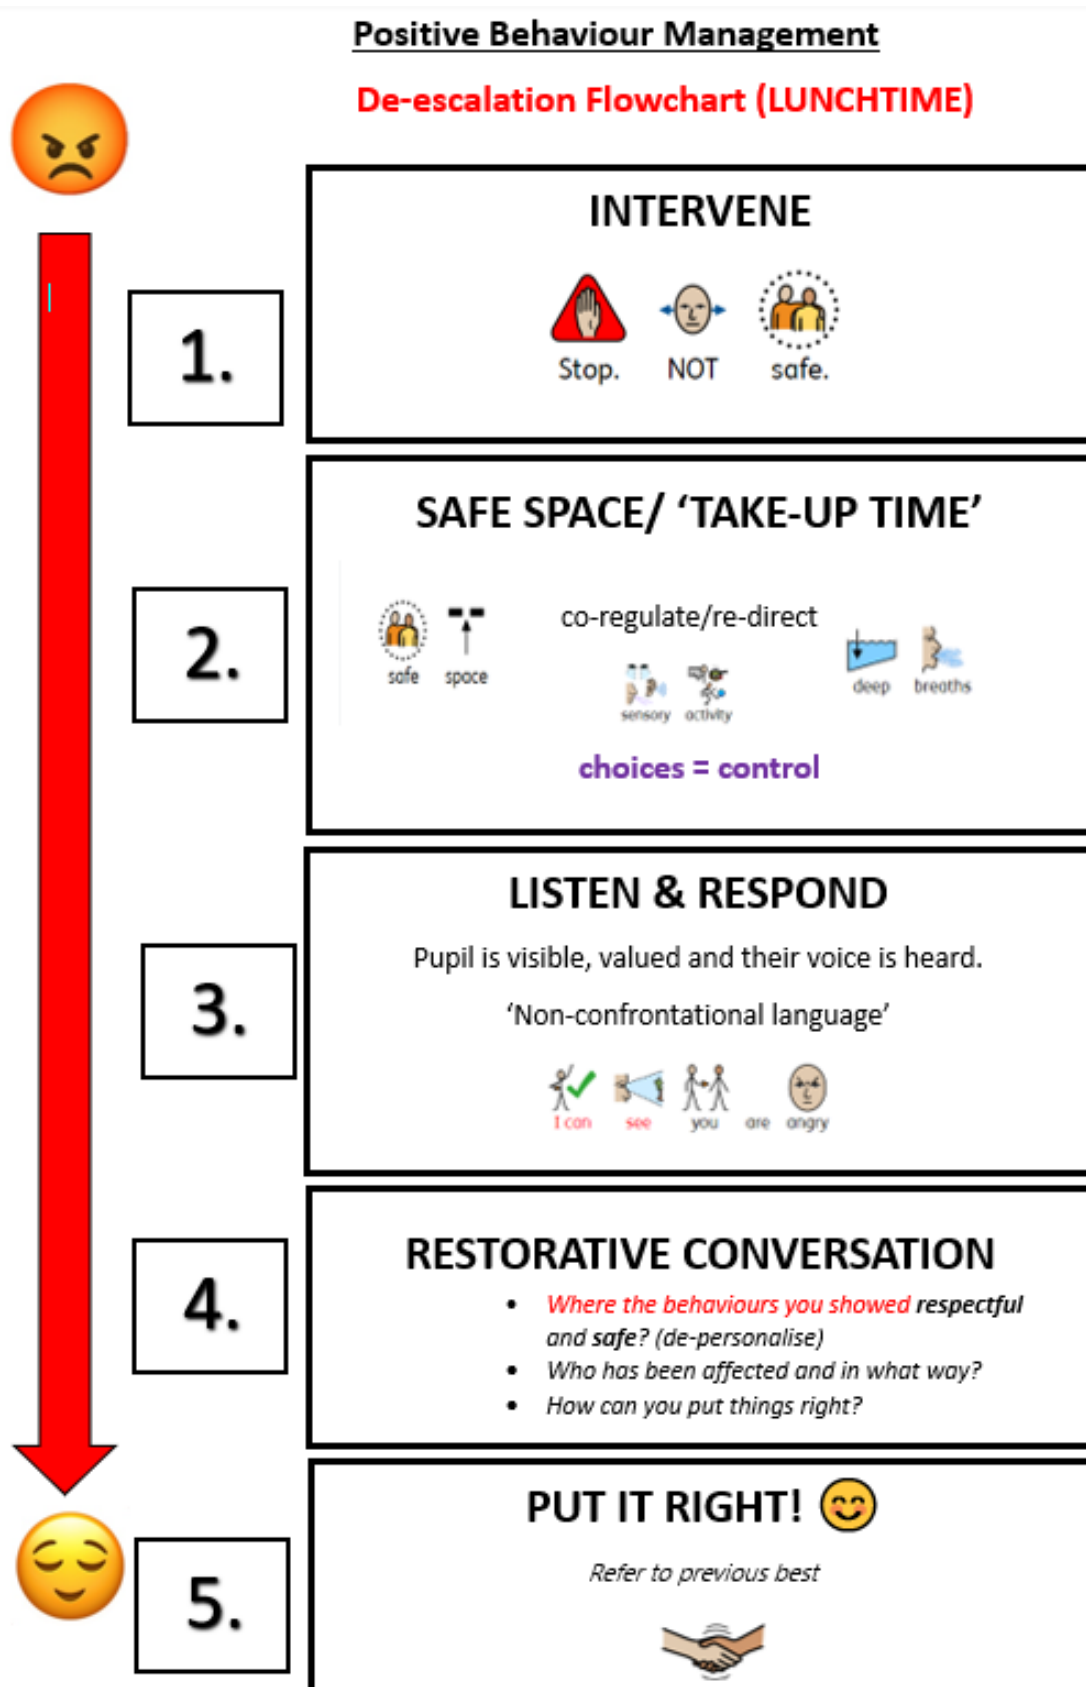 Positive Behaviour Management
De-escalation Flowchart (LUNCHTIME)
INTERVENE
1.
Stop. NOT safe.
SAFE SPACE/ ‘TAKE-UP TIME’
2.
co-regulate/re-direct
safe space
deep breaths
sensory activity
choices = control
LISTEN & RESPOND
Pupil is visible, valued and their voice is heard.
3.
‘Non-confrontational language’
I can see you are angry
RESTORATIVE CONVERSATION
4.
• Where the behaviours you showed respectful
and safe? (de-personalise)
• Who has been affected and in what way?
• How can you put things right?
PUT IT RIGHT!
5.
Refer to previous best